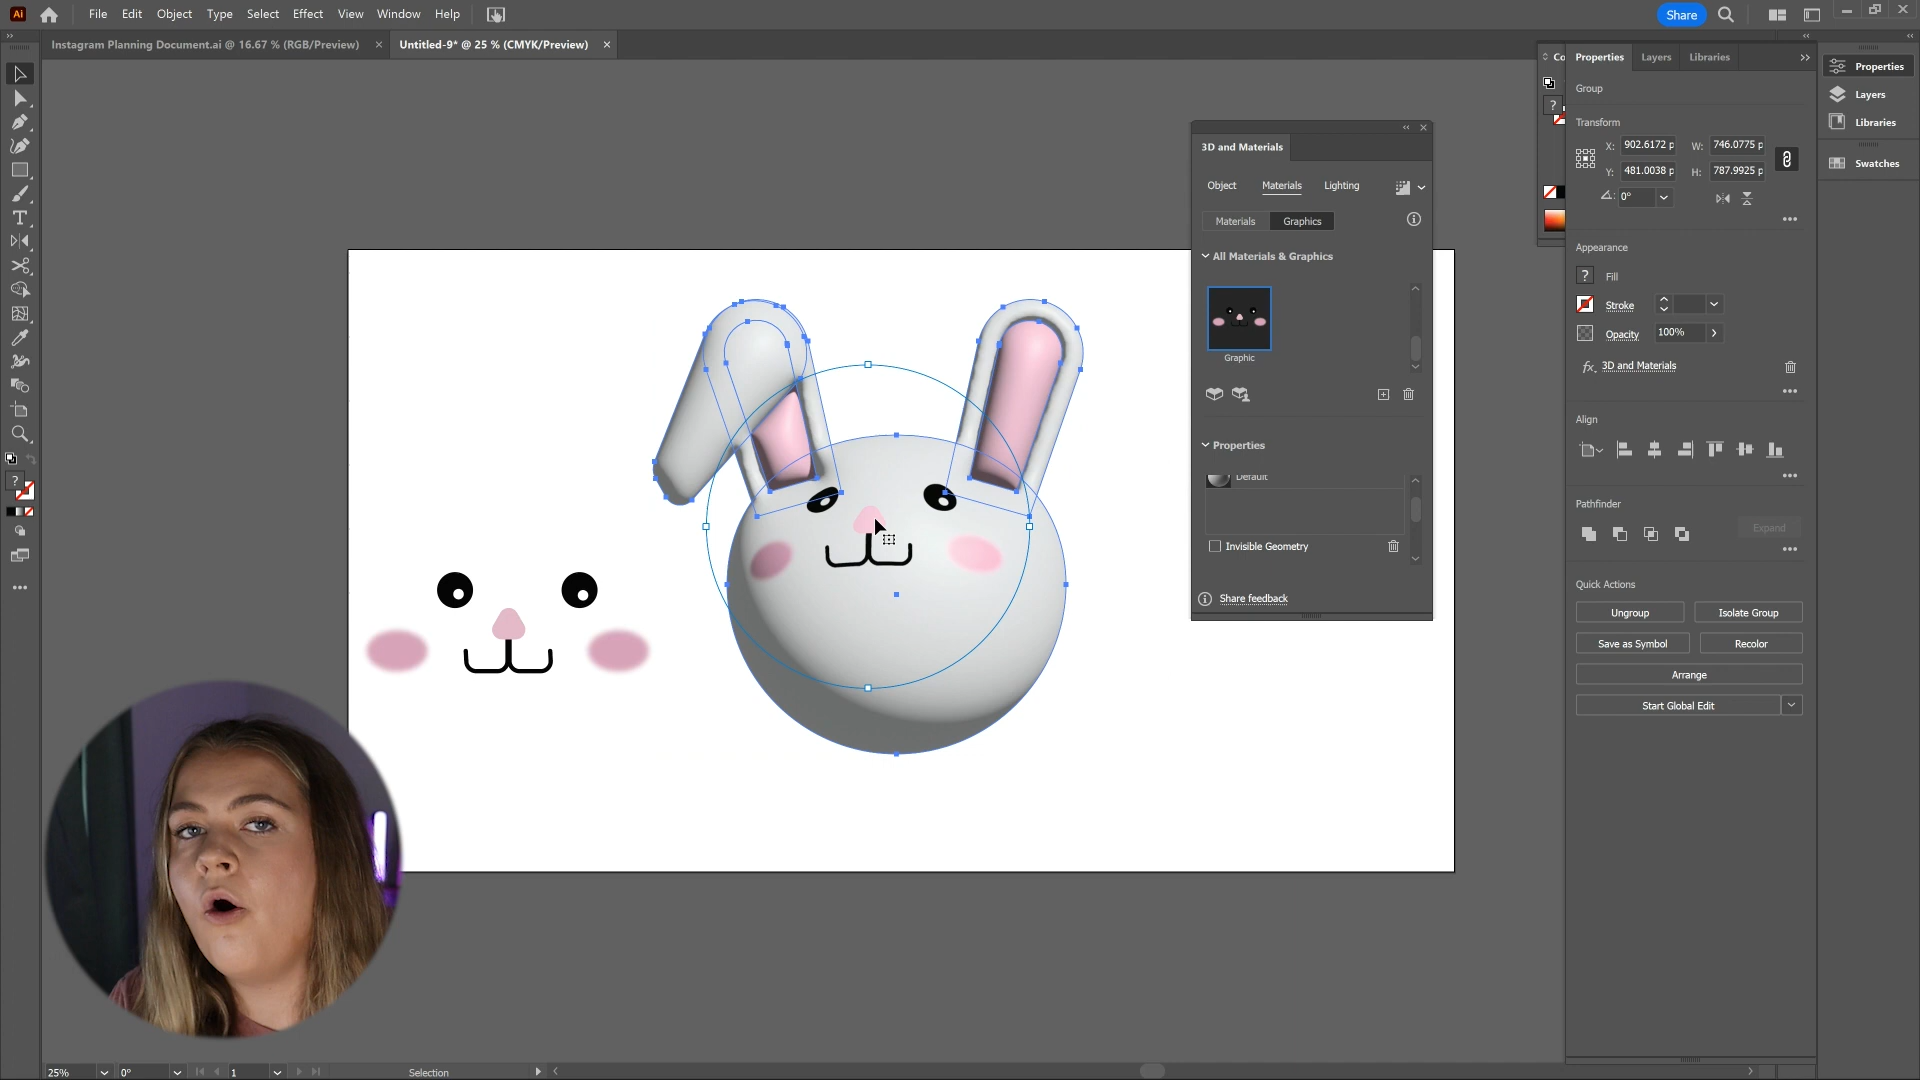 Ai File Edit Object Type Select Effect View Window Help Share
Instagram Planning Document.ai @ 16.67 % (RGB/Preview) × Untitled-9* @ 25 % (CMYK/Preview) ×
Co Properties Layers Libraries
Properties
Layers
Libraries
Swatches
Group
Transform
X: 902.6172 p W: 746.0775 p
Y: 481.0038 p H: 787.9925 p
0°
Appearance
? Fill
Stroke
Opacity 100%
fx. 3D and Materials
Align
Pathfinder
Expand
Quick Actions
Ungroup Isolate Group
Save as Symbol Recolor
Arrange
Start Global Edit
3D and Materials
Object Materials Lighting
Materials Graphics
All Materials & Graphics
Graphic
Properties
Default
Invisible Geometry
Share feedback
25% 0° 1 Selection